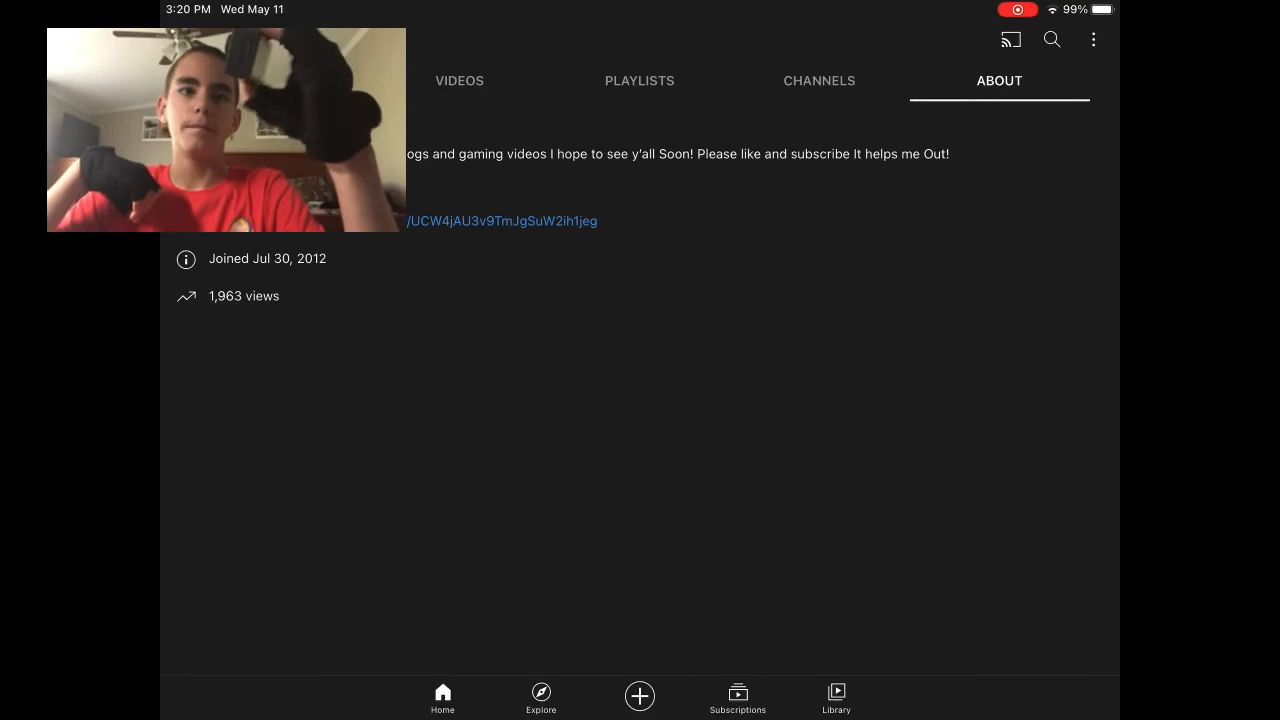 3:20 PM Wed May 11
99%
VIDEOS PLAYLISTS CHANNELS ABOUT
ogs and gaming videos I hope to see y'all Soon! Please like and subscribe It helps me Out!
/UCW4jAU3v9TmJgSuW2ih1jeg
Joined Jul 30, 2012
1,963 views
Home Explore Subscriptions Library